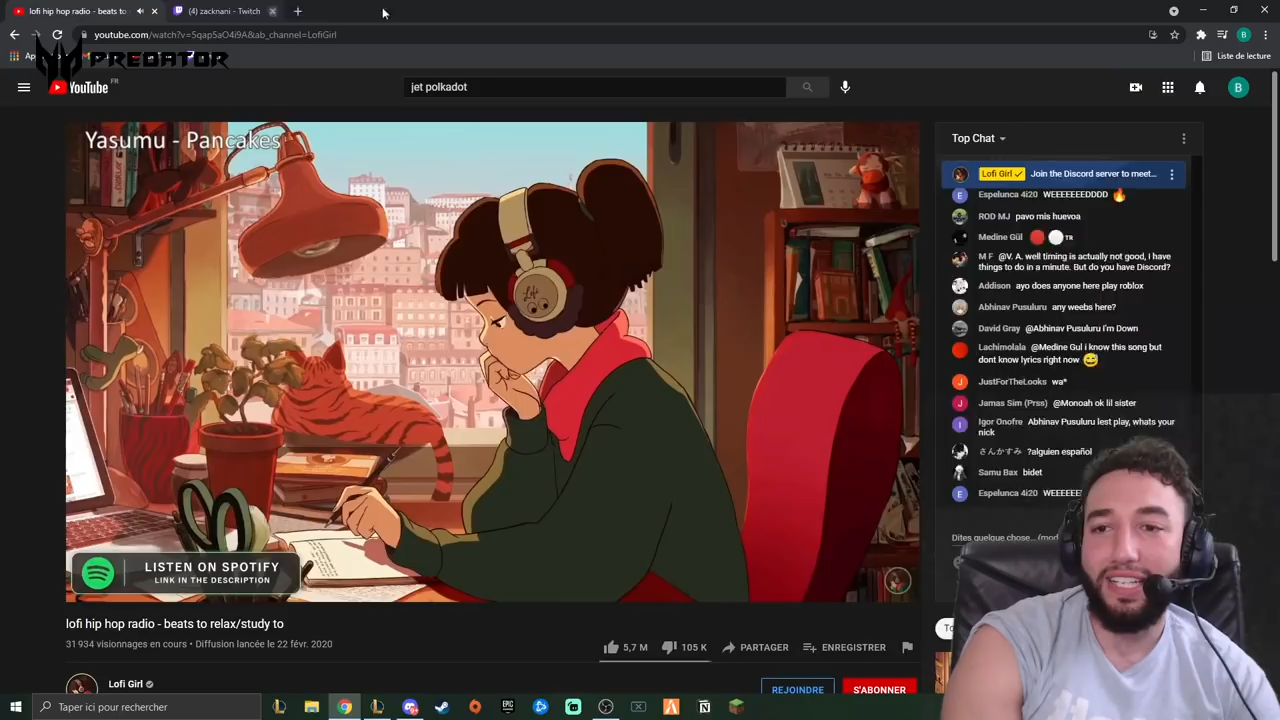 lofi hip hop radio - beats to
(4) zacknani - Twitch
youtube.com/watch?v=5qap5aO4i9A&ab_channel=LofiGirl
PREDATOR
Liste de lecture
YouTube FR
jet polkadot
B
Yasumu - Pancakes
LISTEN ON SPOTIFY
LINK IN THE DESCRIPTION
Top Chat
Lofi Girl Join the Discord server to meet...
Espelunca 4i20 WEEEEEEDDDD
ROD MJ pavo mis huevoa
Medine Gül TR
M F @V. A. well timing is actually not good, I have
things to do in a minute. But do you have Discord?
Addison ayo does anyone here play roblox
Abhinav Pusuluru any weebs here?
David Gray @Abhinav Pusuluru I'm Down
Lachimolala @Medine Gul i know this song but
dont know lyrics right now
JustForTheLooks wa*
Jamas Sim (Prss) @Monoah ok lil sister
Igor Onofre Abhinav Pusuluru lest play, whats your
nick
さんかすみ ?alguien español
Samu Bax bidet
Espelunca 4i20 WEEEEEE
Dites quelque chose...
lofi hip hop radio - beats to relax/study to
31 934 visionnages en cours • Diffusion lancée le 22 févr. 2020
5,7 M 105 K PARTAGER ENREGISTRER
Lofi Girl
REJOINDRE S'ABONNER
Taper ici pour rechercher
EPIC